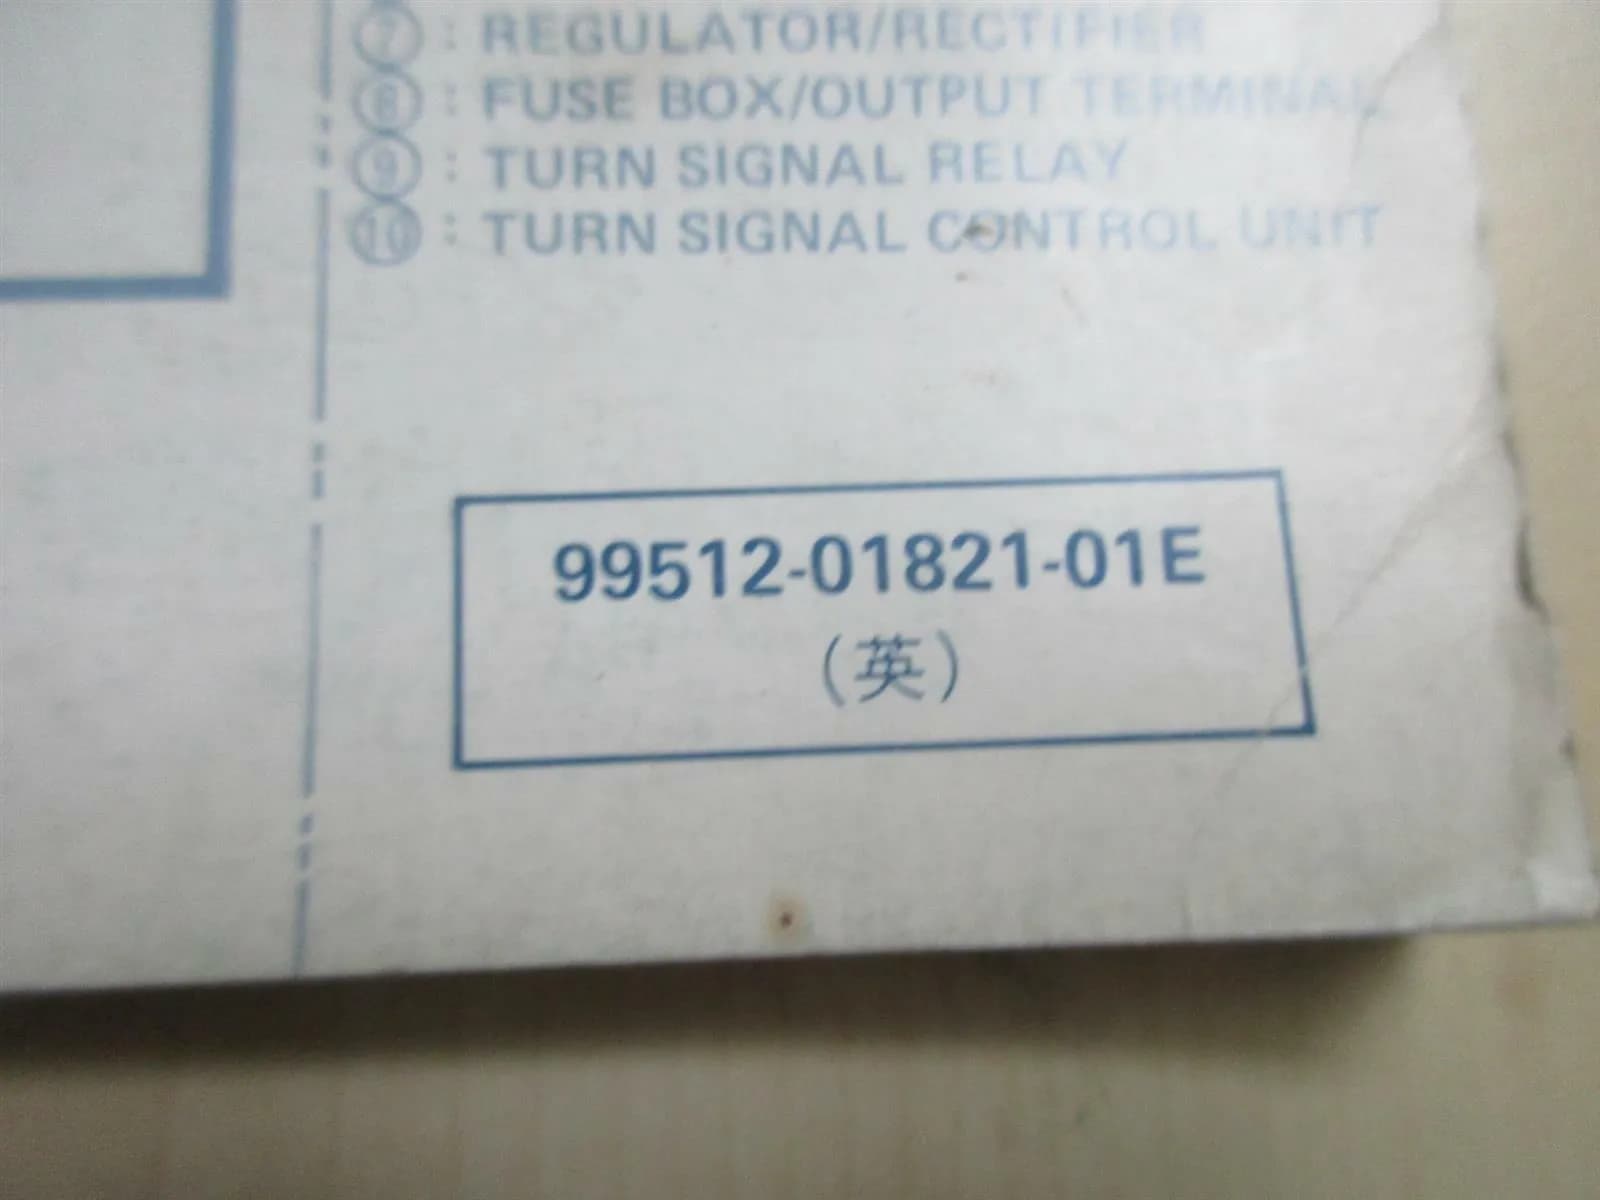 ⑦ : REGULATOR/RECTIFIER
⑧ : FUSE BOX/OUTPUT TERMINAL
⑨ : TURN SIGNAL RELAY
⑩ : TURN SIGNAL CONTROL UNIT
99512-01821-01E
(英)